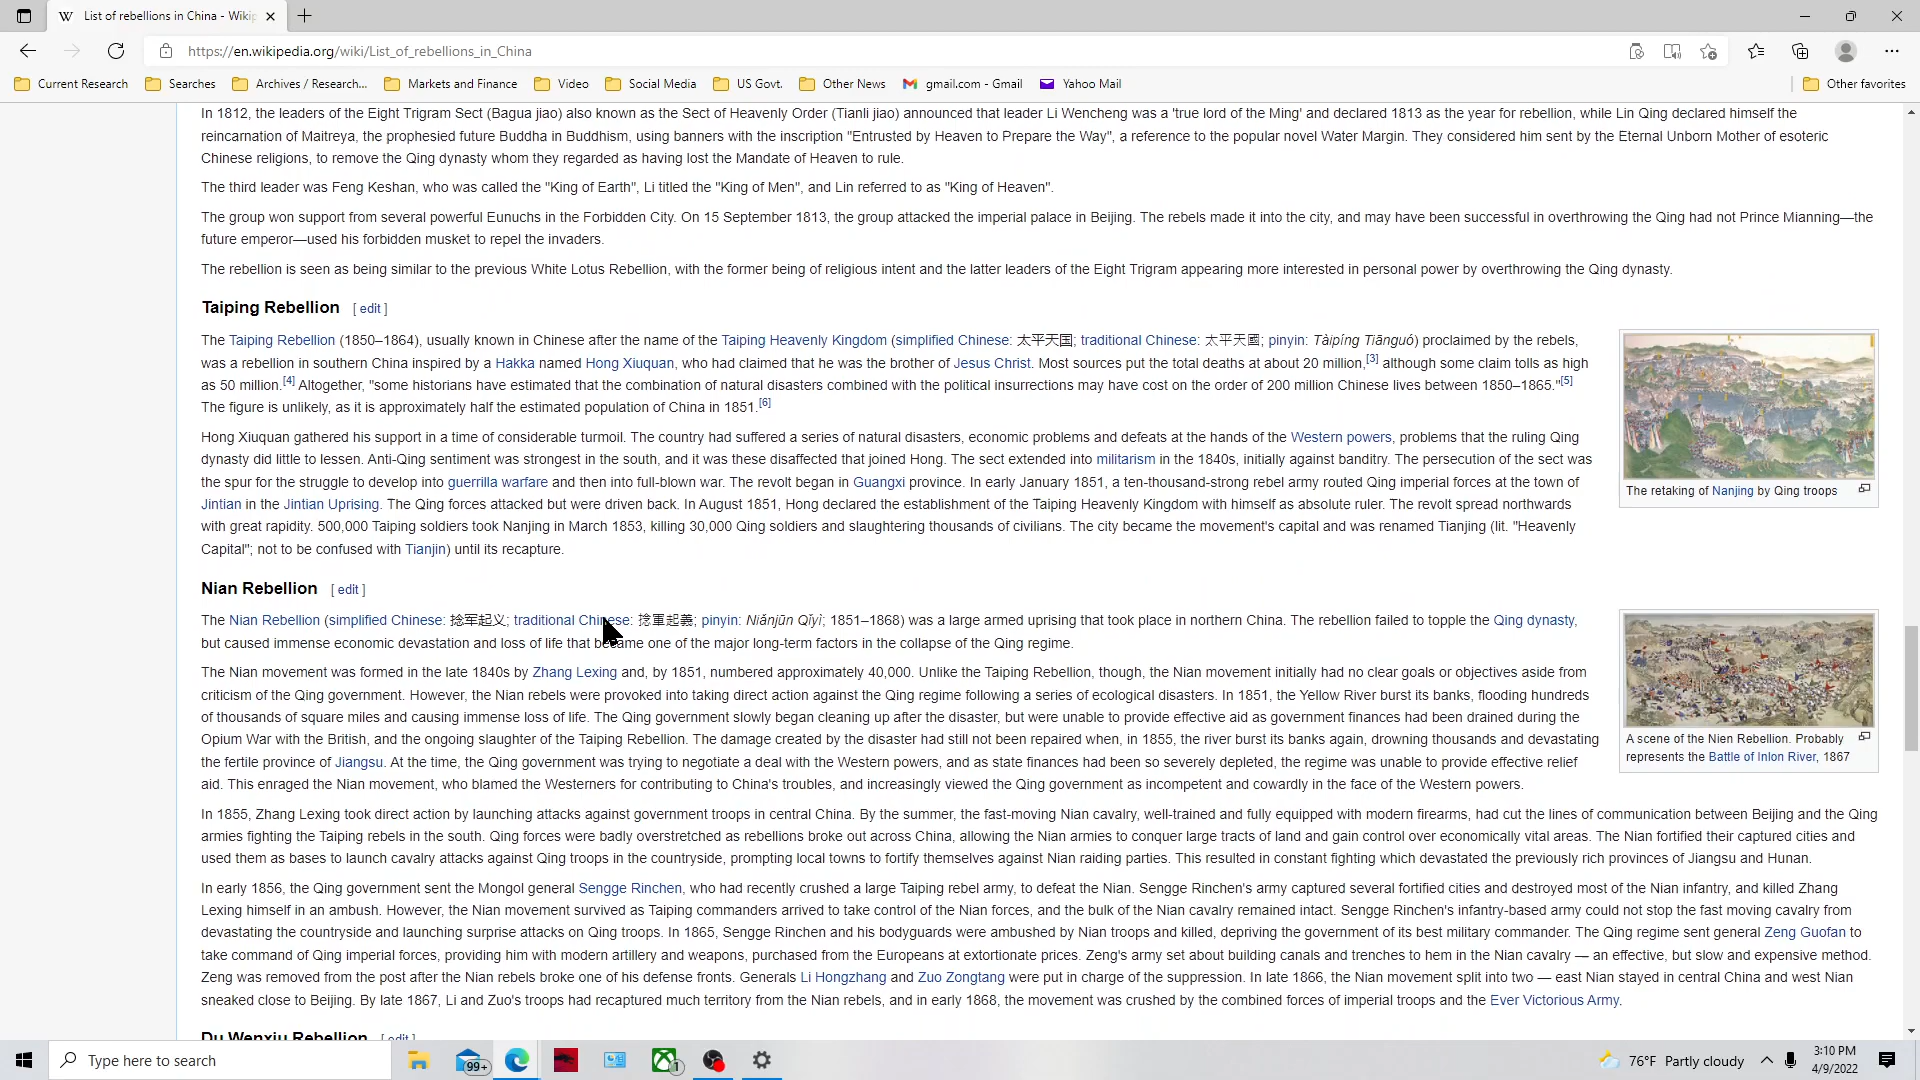 List of rebellions in China - Wikip
https://en.wikipedia.org/wiki/List_of_rebellions_in_China
Current Research
Searches
Archives / Research...
Markets and Finance
Video
Social Media
US Govt.
Other News
gmail.com - Gmail
Yahoo Mail
Other favorites
In 1812, the leaders of the Eight Trigram Sect (Bagua jiao) also known as the Sect of Heavenly Order (Tianli jiao) announced that leader Li Wencheng was a 'true lord of the Ming' and declared 1813 as the year for rebellion, while Lin Qing declared himself the
reincarnation of Maitreya, the prophesied future Buddha in Buddhism, using banners with the inscription "Entrusted by Heaven to Prepare the Way", a reference to the popular novel Water Margin. They considered him sent by the Eternal Unborn Mother of esoteric
Chinese religions, to remove the Qing dynasty whom they regarded as having lost the Mandate of Heaven to rule.
The third leader was Feng Keshan, who was called the "King of Earth", Li titled the "King of Men", and Lin referred to as "King of Heaven".
The group won support from several powerful Eunuchs in the Forbidden City. On 15 September 1813, the group attacked the imperial palace in Beijing. The rebels made it into the city, and may have been successful in overthrowing the Qing had not Prince Mianning—the
future emperor—used his forbidden musket to repel the invaders.
The rebellion is seen as being similar to the previous White Lotus Rebellion, with the former being of religious intent and the latter leaders of the Eight Trigram appearing more interested in personal power by overthrowing the Qing dynasty.
Taiping Rebellion [ edit ]
The Taiping Rebellion (1850–1864), usually known in Chinese after the name of the Taiping Heavenly Kingdom (simplified Chinese: 太平天国; traditional Chinese: 太平天國; pinyin: Tàipíng Tiānguó) proclaimed by the rebels,
was a rebellion in southern China inspired by a Hakka named Hong Xiuquan, who had claimed that he was the brother of Jesus Christ. Most sources put the total deaths at about 20 million,[3] although some claim tolls as high
as 50 million.[4] Altogether, "some historians have estimated that the combination of natural disasters combined with the political insurrections may have cost on the order of 200 million Chinese lives between 1850–1865."[5]
The figure is unlikely, as it is approximately half the estimated population of China in 1851.[6]
Hong Xiuquan gathered his support in a time of considerable turmoil. The country had suffered a series of natural disasters, economic problems and defeats at the hands of the Western powers, problems that the ruling Qing
dynasty did little to lessen. Anti-Qing sentiment was strongest in the south, and it was these disaffected that joined Hong. The sect extended into militarism in the 1840s, initially against banditry. The persecution of the sect was
the spur for the struggle to develop into guerrilla warfare and then into full-blown war. The revolt began in Guangxi province. In early January 1851, a ten-thousand-strong rebel army routed Qing imperial forces at the town of
Jintian in the Jintian Uprising. The Qing forces attacked but were driven back. In August 1851, Hong declared the establishment of the Taiping Heavenly Kingdom with himself as absolute ruler. The revolt spread northwards
with great rapidity. 500,000 Taiping soldiers took Nanjing in March 1853, killing 30,000 Qing soldiers and slaughtering thousands of civilians. The city became the movement's capital and was renamed Tianjing (lit. "Heavenly
Capital"; not to be confused with Tianjin) until its recapture.
The retaking of Nanjing by Qing troops
Nian Rebellion [ edit ]
The Nian Rebellion (simplified Chinese: 捻军起义; traditional Chinese: 捻軍起義; pinyin: Niǎnjūn Qǐyì; 1851–1868) was a large armed uprising that took place in northern China. The rebellion failed to topple the Qing dynasty,
but caused immense economic devastation and loss of life that became one of the major long-term factors in the collapse of the Qing regime.
The Nian movement was formed in the late 1840s by Zhang Lexing and, by 1851, numbered approximately 40,000. Unlike the Taiping Rebellion, though, the Nian movement initially had no clear goals or objectives aside from
criticism of the Qing government. However, the Nian rebels were provoked into taking direct action against the Qing regime following a series of ecological disasters. In 1851, the Yellow River burst its banks, flooding hundreds
of thousands of square miles and causing immense loss of life. The Qing government slowly began cleaning up after the disaster, but were unable to provide effective aid as government finances had been drained during the
Opium War with the British, and the ongoing slaughter of the Taiping Rebellion. The damage created by the disaster had still not been repaired when, in 1855, the river burst its banks again, drowning thousands and devastating
the fertile province of Jiangsu. At the time, the Qing government was trying to negotiate a deal with the Western powers, and as state finances had been so severely depleted, the regime was unable to provide effective relief
aid. This enraged the Nian movement, who blamed the Westerners for contributing to China's troubles, and increasingly viewed the Qing government as incompetent and cowardly in the face of the Western powers.
A scene of the Nien Rebellion. Probably
represents the Battle of Inlon River, 1867
In 1855, Zhang Lexing took direct action by launching attacks against government troops in central China. By the summer, the fast-moving Nian cavalry, well-trained and fully equipped with modern firearms, had cut the lines of communication between Beijing and the Qing
armies fighting the Taiping rebels in the south. Qing forces were badly overstretched as rebellions broke out across China, allowing the Nian armies to conquer large tracts of land and gain control over economically vital areas. The Nian fortified their captured cities and
used them as bases to launch cavalry attacks against Qing troops in the countryside, prompting local towns to fortify themselves against Nian raiding parties. This resulted in constant fighting which devastated the previously rich provinces of Jiangsu and Hunan.
In early 1856, the Qing government sent the Mongol general Sengge Rinchen, who had recently crushed a large Taiping rebel army, to defeat the Nian. Sengge Rinchen's army captured several fortified cities and destroyed most of the Nian infantry, and killed Zhang
Lexing himself in an ambush. However, the Nian movement survived as Taiping commanders arrived to take control of the Nian forces, and the bulk of the Nian cavalry remained intact. Sengge Rinchen's infantry-based army could not stop the fast moving cavalry from
devastating the countryside and launching surprise attacks on Qing troops. In 1865, Sengge Rinchen and his bodyguards were ambushed by Nian troops and killed, depriving the government of its best military commander. The Qing regime sent general Zeng Guofan to
take command of Qing imperial forces, providing him with modern artillery and weapons, purchased from the Europeans at extortionate prices. Zeng's army set about building canals and trenches to hem in the Nian cavalry — an effective, but slow and expensive method.
Zeng was removed from the post after the Nian rebels broke one of his defense fronts. Generals Li Hongzhang and Zuo Zongtang were put in charge of the suppression. In late 1866, the Nian movement split into two — east Nian stayed in central China and west Nian
sneaked close to Beijing. By late 1867, Li and Zuo's troops had recaptured much territory from the Nian rebels, and in early 1868, the movement was crushed by the combined forces of imperial troops and the Ever Victorious Army.
Du Wenxiu Rebellion [ edit ]
Type here to search
99+
1
76°F Partly cloudy
3:10 PM
4/9/2022